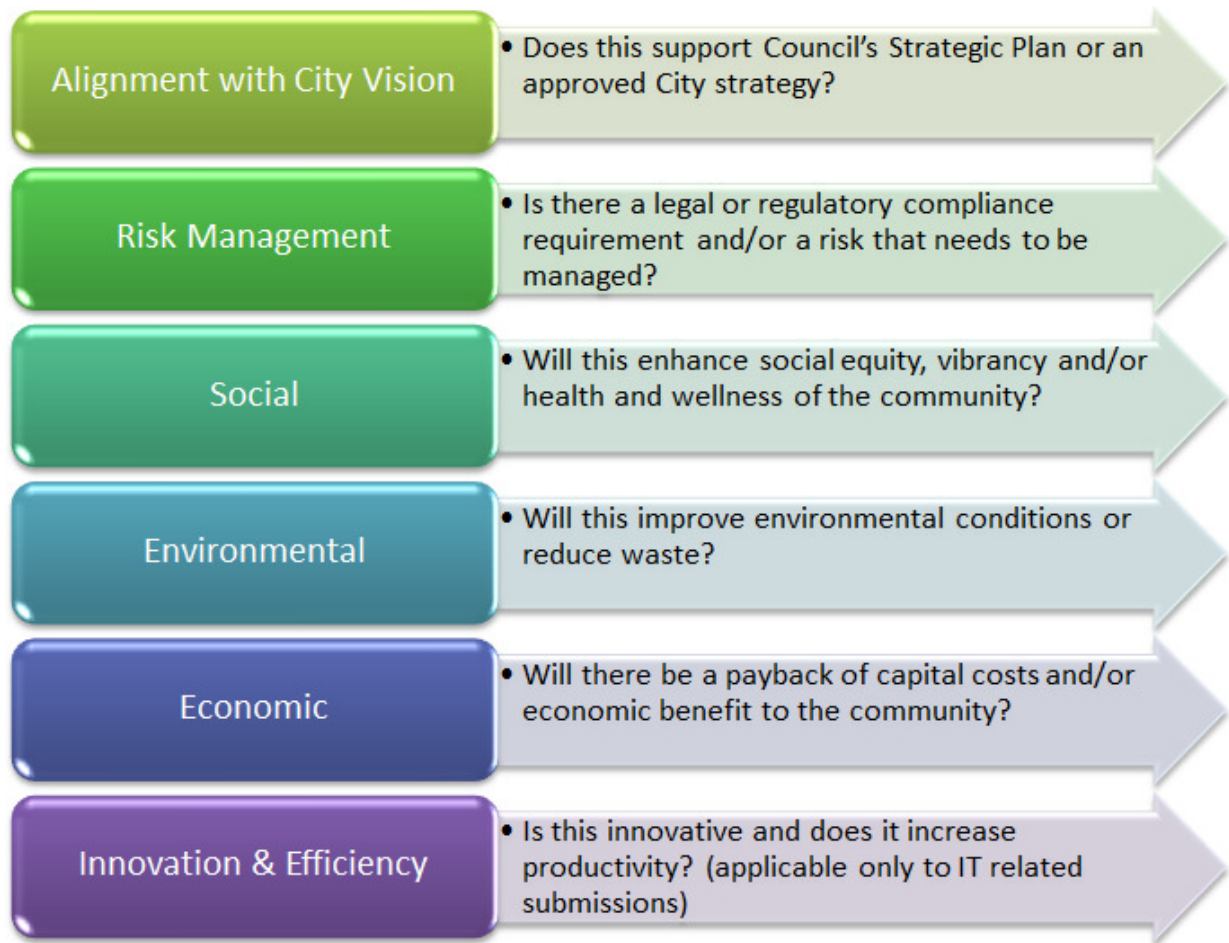 Alignment with City Vision
• Does this support Council's Strategic Plan or an
approved City strategy?
Risk Management
• Is there a legal or regulatory compliance
requirement and/or a risk that needs to be
managed?
Social
• Will this enhance social equity, vibrancy and/or
health and wellness of the community?
Environmental
• Will this improve environmental conditions or
reduce waste?
Economic
• Will there be a payback of capital costs and/or
economic benefit to the community?
Innovation & Efficiency
• Is this innovative and does it increase
productivity? (applicable only to IT related
submissions)